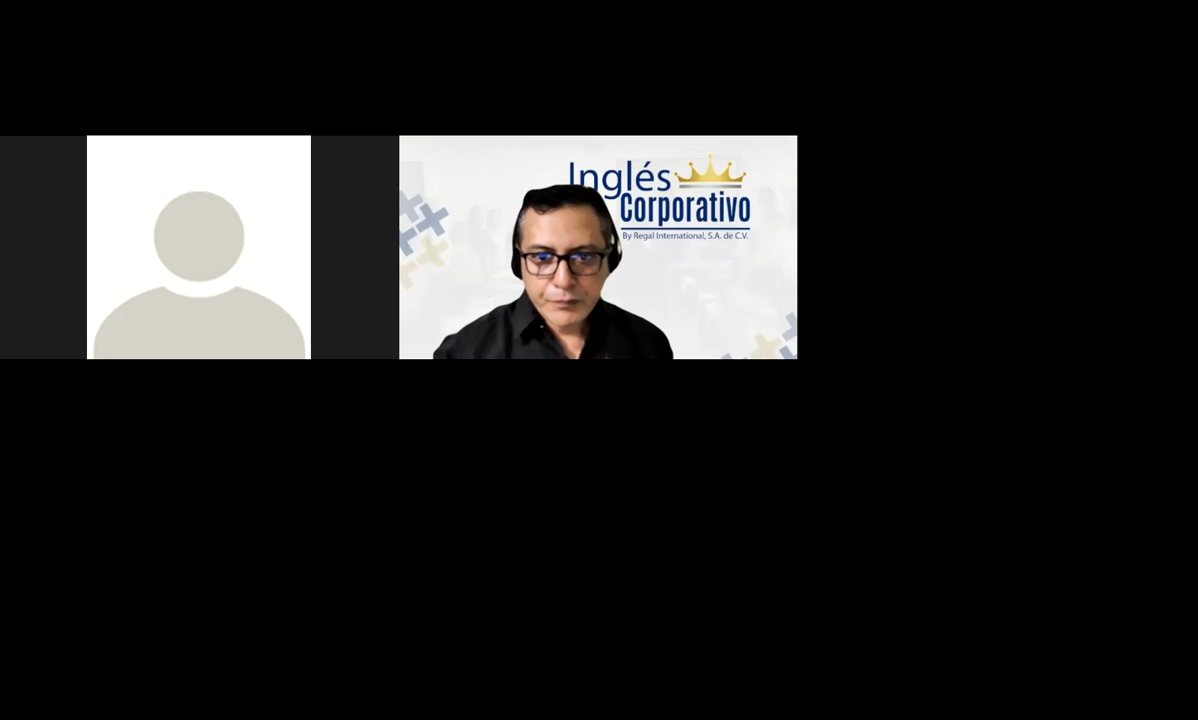 Inglés
Corporativo
By Regal International, S.A. de C.V.